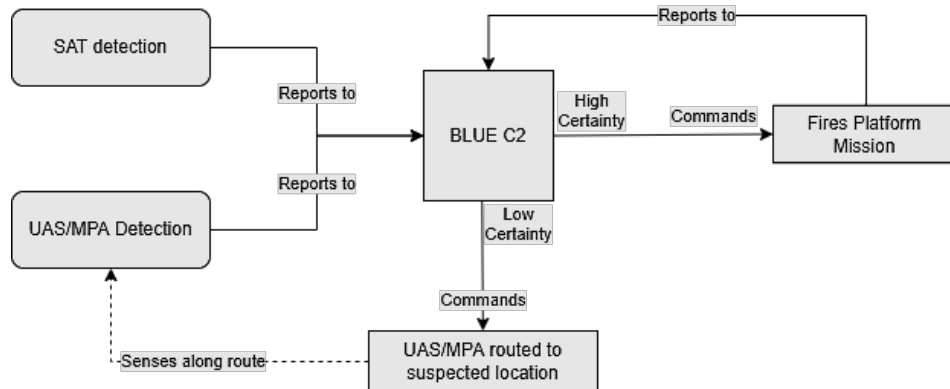 Reports to
SAT detection
Reports to
BLUE C2
High
Certainty
Commands
Fires Platform
Mission
Reports to
UAS/MPA Detection
Low
Certainty
Commands
Senses along route
UAS/MPA routed to
suspected location